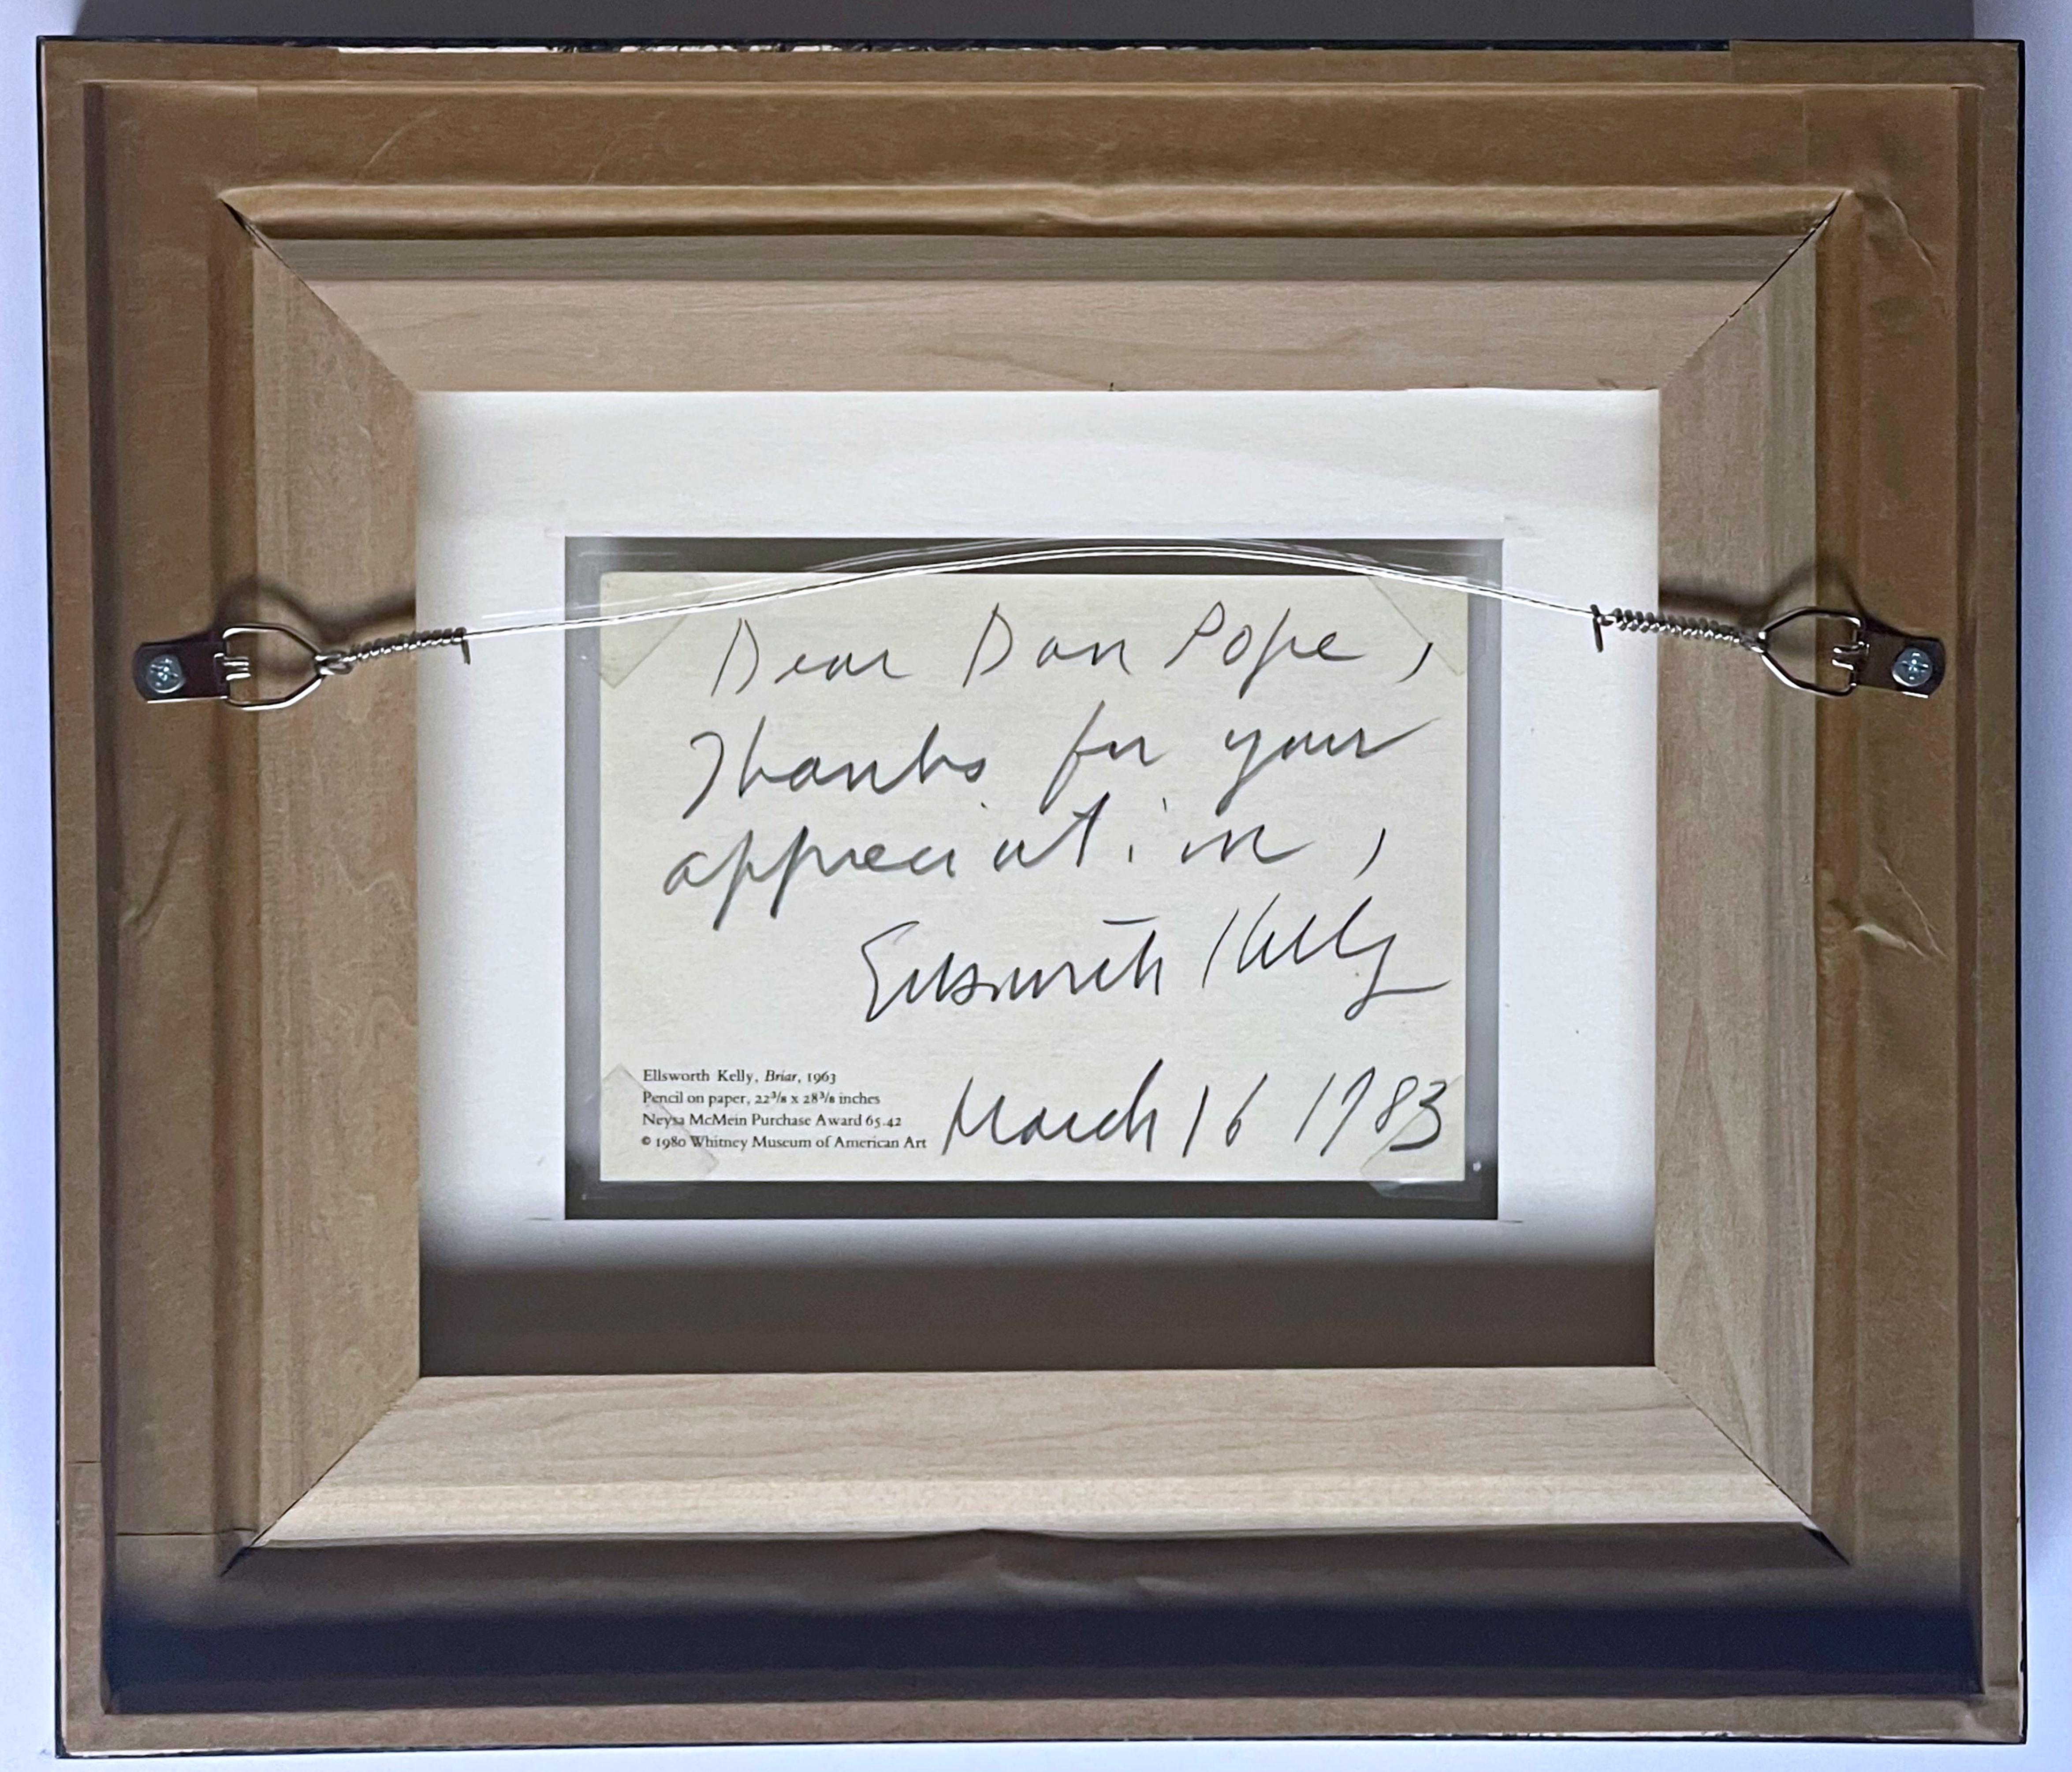 Dear Dan Pope,
Thanks for your
appreciation,
Ellsworth Kelly
March 16 1983
Ellsworth Kelly, Briar, 1963
Pencil on paper, 22³/₈ x 28³/₈ inches
Neysa McMein Purchase Award 65.42
© 1980 Whitney Museum of American Art